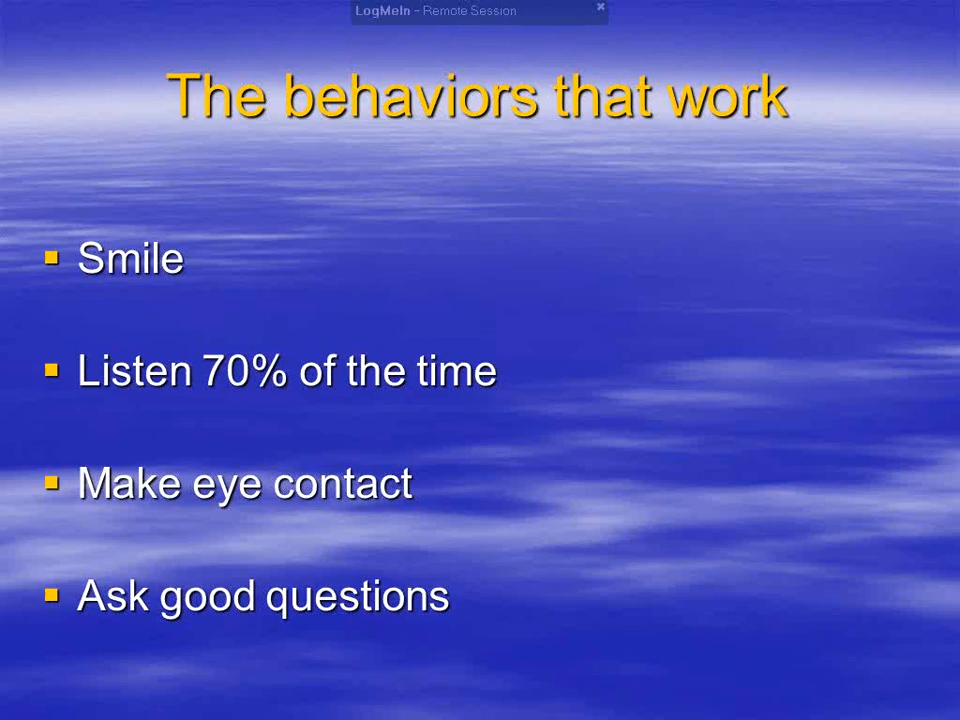 LogMeIn - Remote Session
The behaviors that work
Smile
Listen 70% of the time
Make eye contact
Ask good questions